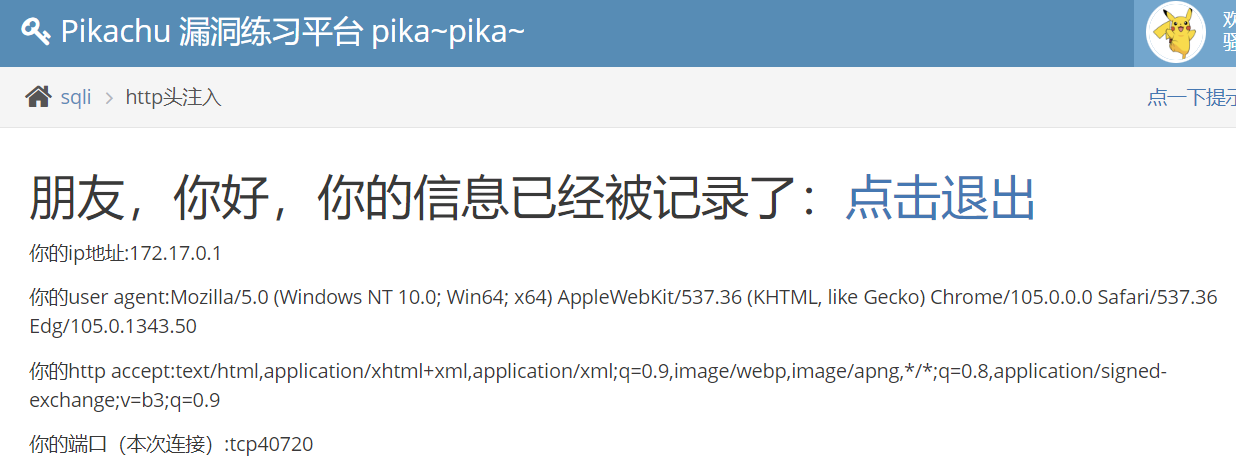 Pikachu 漏洞练习平台 pika~pika~
欢
骚
sqli > http头注入
点一下提示
朋友，你好，你的信息已经被记录了：点击退出
你的ip地址:172.17.0.1
你的user agent:Mozilla/5.0 (Windows NT 10.0; Win64; x64) AppleWebKit/537.36 (KHTML, like Gecko) Chrome/105.0.0.0 Safari/537.36
Edg/105.0.1343.50
你的http accept:text/html,application/xhtml+xml,application/xml;q=0.9,image/webp,image/apng,*/*;q=0.8,application/signed-
exchange;v=b3;q=0.9
你的端口（本次连接）:tcp40720